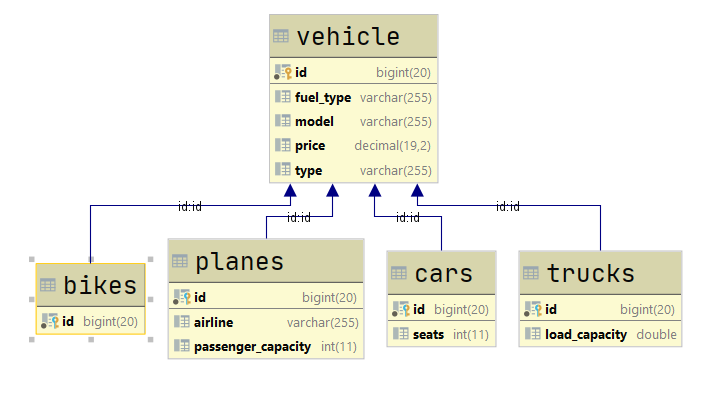 vehicle
id bigint(20)
fuel_type varchar(255)
model varchar(255)
price decimal(19,2)
type varchar(255)
id:id
id:id
id:id
id:id
bikes
id bigint(20)
planes
id bigint(20)
airline varchar(255)
passenger_capacity int(11)
cars
id bigint(20)
seats int(11)
trucks
id bigint(20)
load_capacity double